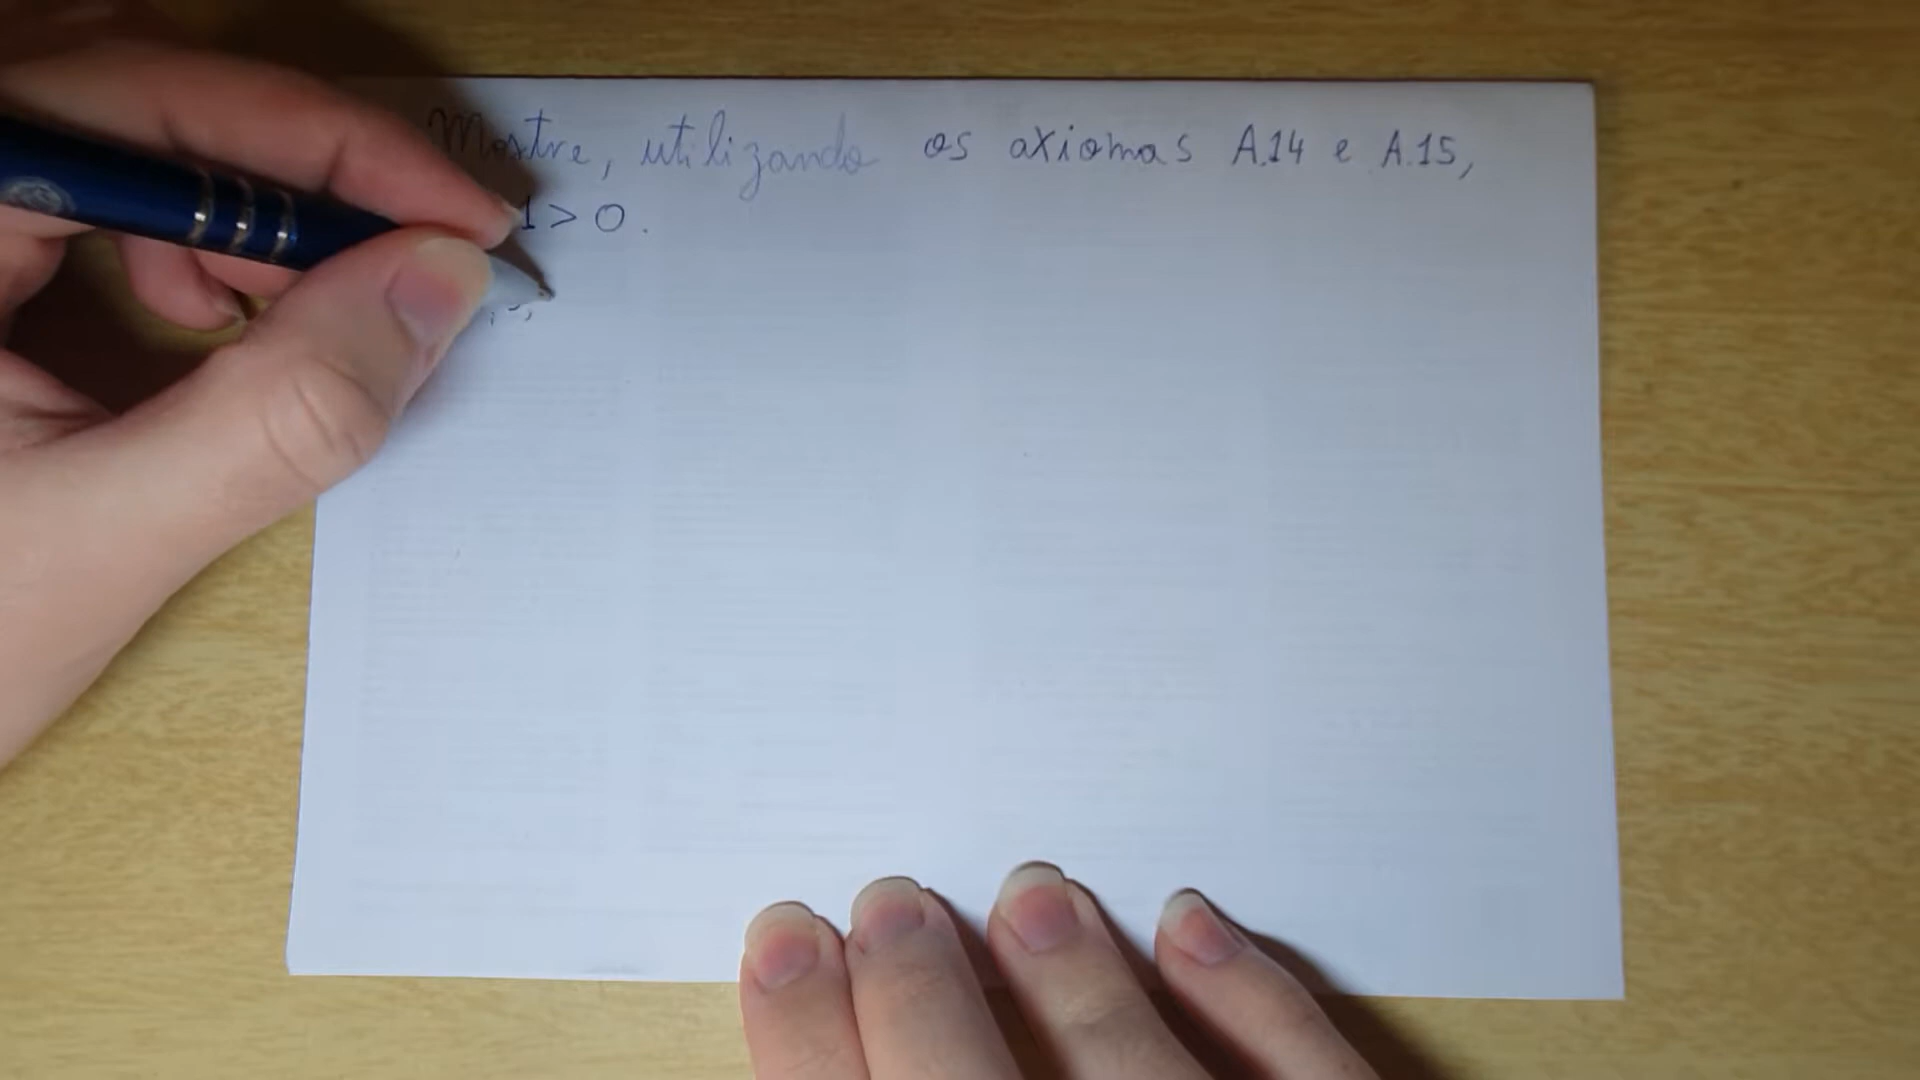 Mostre, utilizando os axiomas A.14 e A.15,
1 > 0.